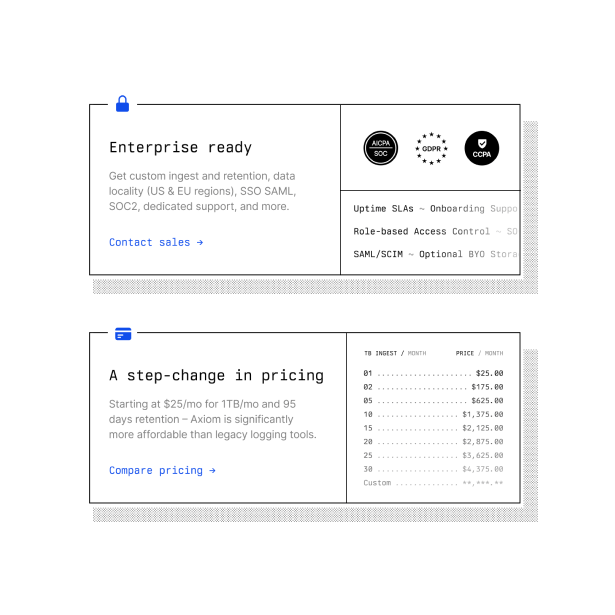 Enterprise ready
Get custom ingest and retention, data
locality (US & EU regions), SSO SAML,
SOC2, dedicated support, and more.
Contact sales →
AICPA
SOC
GDPR
CCPA
Uptime SLAs ~ Onboarding Suppo
Role-based Access Control ~ SO
SAML/SCIM ~ Optional BYO Stora
A step-change in pricing
Starting at $25/mo for 1TB/mo and 95
days retention – Axiom is significantly
more affordable than legacy logging tools.
Compare pricing →
TB INGEST / MONTH PRICE / MONTH
01 ...................... $25.00
02 ..................... $175.00
05 ..................... $625.00
10 ................... $1,375.00
15 ................... $2,125.00
20 ................... $2,875.00
25 ................... $3,625.00
30 ................... $4,375.00
Custom ............... **,***.**